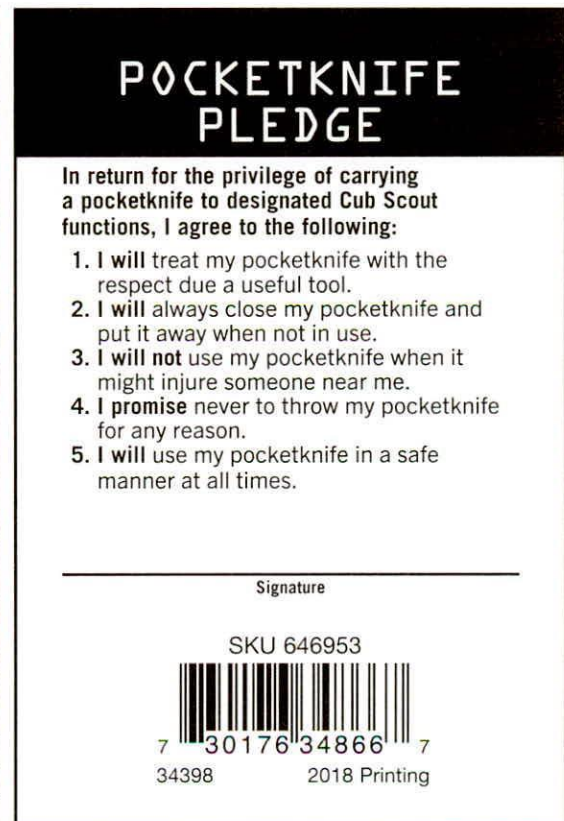 POCKETKNIFE
PLEDGE
In return for the privilege of carrying
a pocketknife to designated Cub Scout
functions, I agree to the following:
1. I will treat my pocketknife with the
respect due a useful tool.
2. I will always close my pocketknife and
put it away when not in use.
3. I will not use my pocketknife when it
might injure someone near me.
4. I promise never to throw my pocketknife
for any reason.
5. I will use my pocketknife in a safe
manner at all times.
Signature
SKU 646953
7 30176 34866 7
34398 2018 Printing